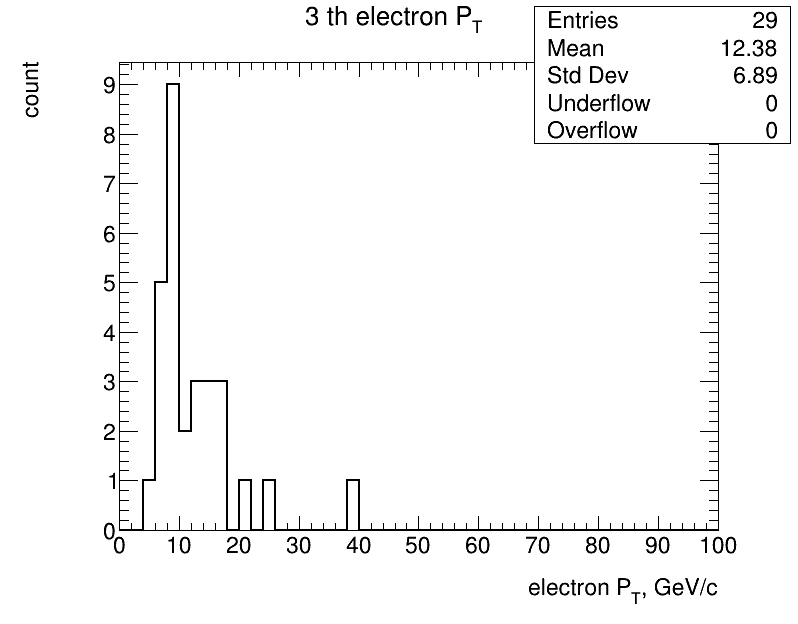 3 th electron P_T
Entries 29
Mean 12.38
Std Dev 6.89
Underflow 0
Overflow 0
count
9
8
7
6
5
4
3
2
1
0
0 10 20 30 40 50 60 70 80 90 100
electron P_T, GeV/c